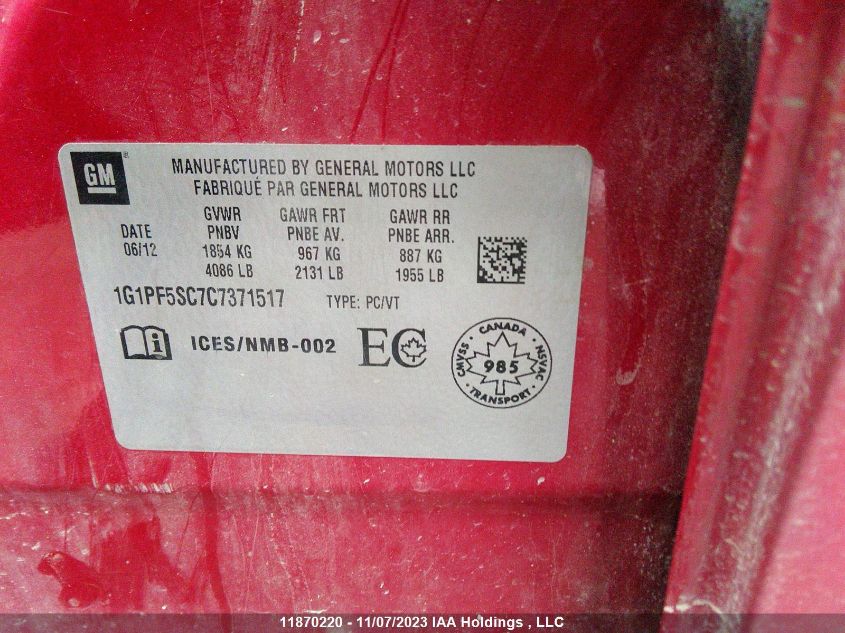 GM
MANUFACTURED BY GENERAL MOTORS LLC
FABRIQUÉ PAR GENERAL MOTORS LLC
DATE
06/12
GVWR
PNBV
1854 KG
4086 LB
GAWR FRT
PNBE AV.
967 KG
2131 LB
GAWR RR
PNBE ARR.
887 KG
1955 LB
1G1PF5SC7C7371517 TYPE: PC/VT
ICES/NMB-002
EC
CANADA
CMVSS
985
NSVAC
TRANSPORT
11870220 - 11/07/2023 IAA Holdings , LLC